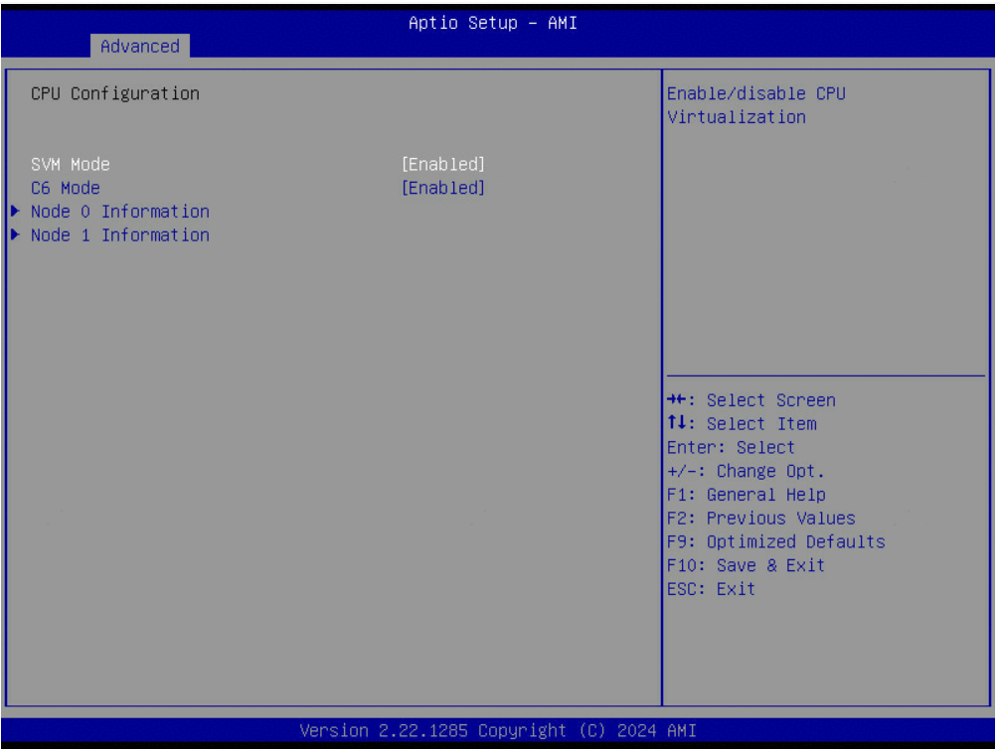 Aptio Setup – AMI
Advanced
CPU Configuration
SVM Mode [Enabled]
C6 Mode [Enabled]
Node 0 Information
Node 1 Information
Enable/disable CPU
Virtualization
→←: Select Screen
↑↓: Select Item
Enter: Select
+/-: Change Opt.
F1: General Help
F2: Previous Values
F9: Optimized Defaults
F10: Save & Exit
ESC: Exit
Version 2.22.1285 Copyright (C) 2024 AMI